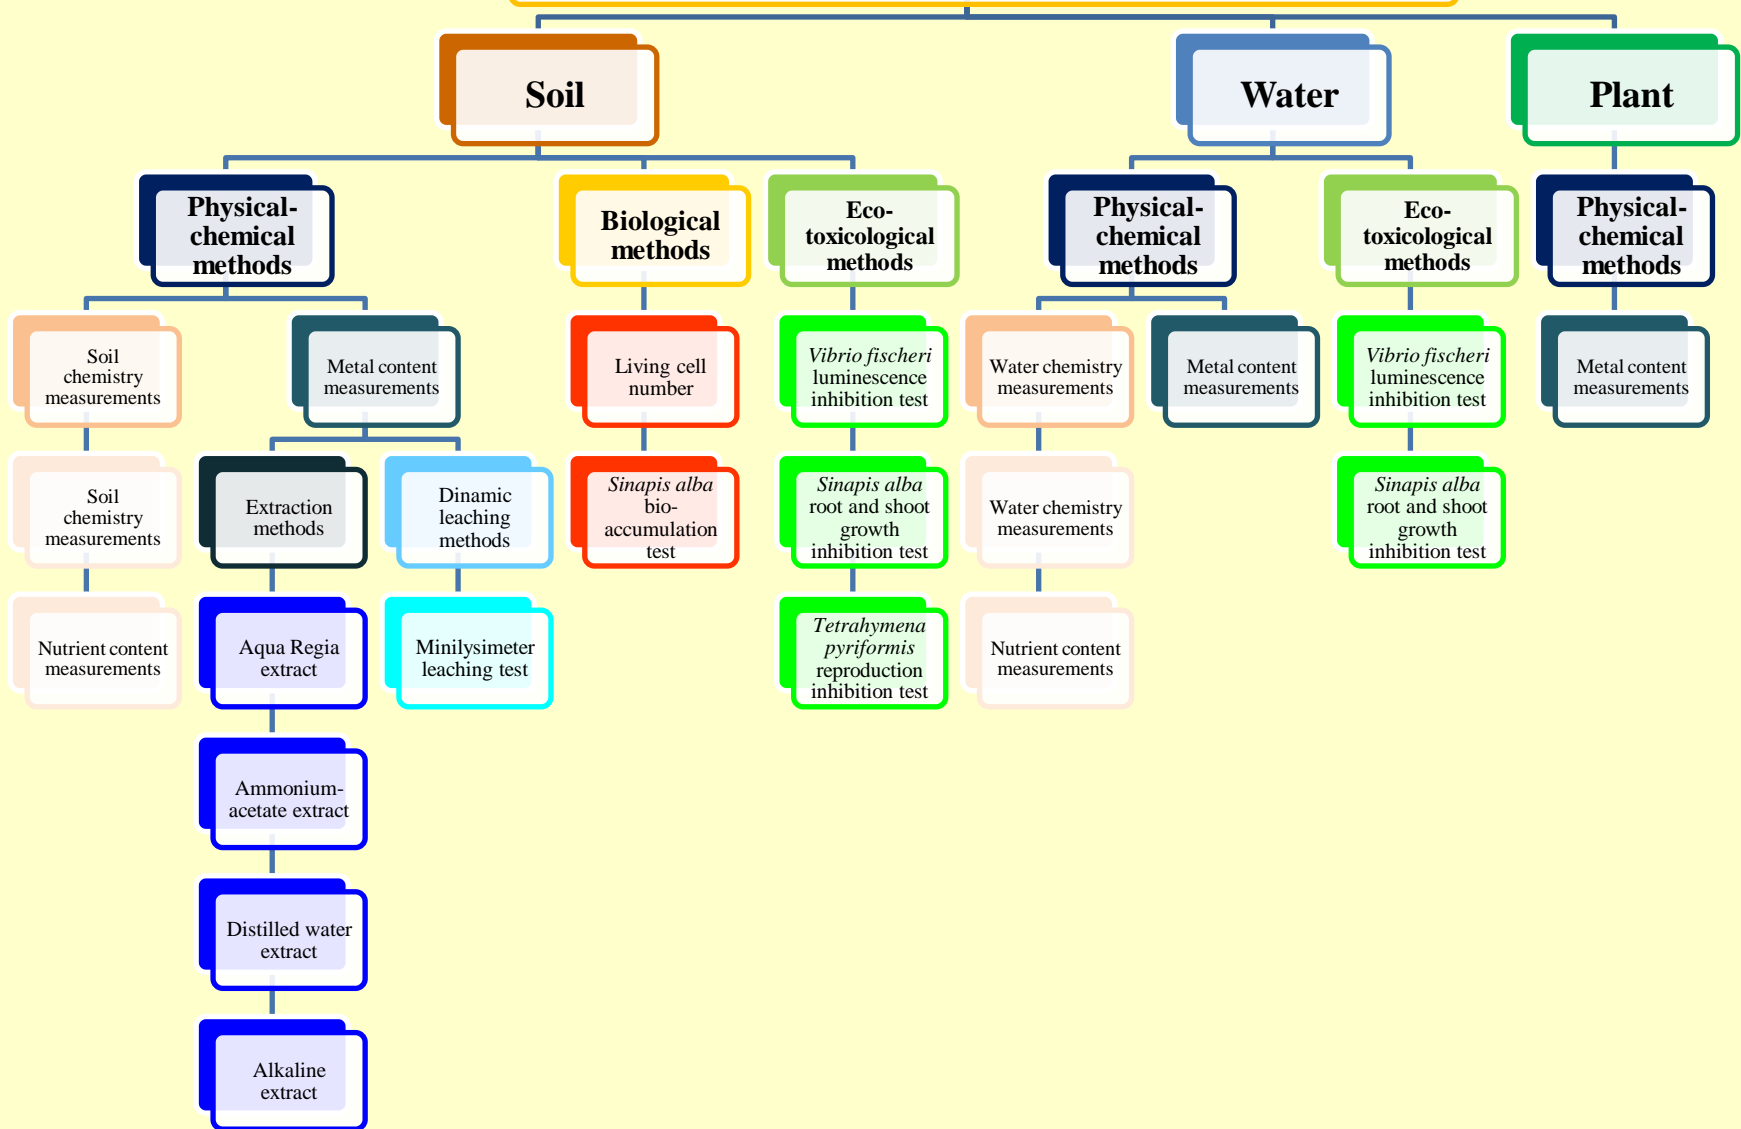 Soil
Water
Plant
Physical-
chemical
methods
Biological
methods
Eco-
toxicological
methods
Physical-
chemical
methods
Eco-
toxicological
methods
Physical-
chemical
methods
Soil
chemistry
measurements
Metal content
measurements
Living cell
number
Vibrio fischeri
luminescence
inhibition test
Water chemistry
measurements
Metal content
measurements
Vibrio fischeri
luminescence
inhibition test
Metal content
measurements
Soil
chemistry
measurements
Extraction
methods
Dinamic
leaching
methods
Sinapis alba
bio-
accumulation
test
Sinapis alba
root and shoot
growth
inhibition test
Water chemistry
measurements
Sinapis alba
root and shoot
growth
inhibition test
Nutrient content
measurements
Aqua Regia
extract
Minilysimeter
leaching test
Tetrahymena
pyriformis
reproduction
inhibition test
Nutrient content
measurements
Ammonium-
acetate extract
Distilled water
extract
Alkaline
extract